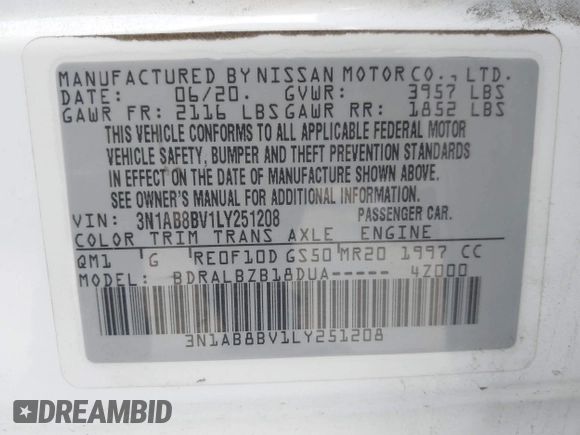 MANUFACTURED BY NISSAN MOTOR CO., LTD.
DATE: 06/20. GVWR: 3957 LBS
GAWR FR: 2116 LBS GAWR RR: 1852 LBS
THIS VEHICLE CONFORMS TO ALL APPLICABLE FEDERAL MOTOR
VEHICLE SAFETY, BUMPER AND THEFT PREVENTION STANDARDS
IN EFFECT ON THE DATE OF MANUFACTURE SHOWN ABOVE.
SEE OWNER'S MANUAL FOR ADDITIONAL INFORMATION.
VIN: 3N1AB8BV1LY251208 PASSENGER CAR.
COLOR TRIM TRANS AXLE ENGINE
QM1 G RE0F10D GS50 MR20 1997 CC
MODEL: BDRALBZB18DUA----- 4Z000
3N1AB8BV1LY251208
DREAMBID